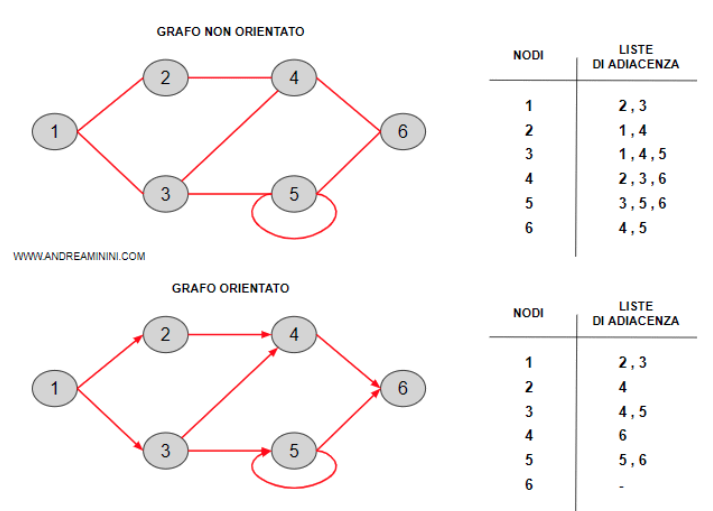 GRAFO NON ORIENTATO
1
2
3
4
5
6
NODI LISTE
DI ADIACENZA
1 2 , 3
2 1 , 4
3 1 , 4 , 5
4 2 , 3 , 6
5 3 , 5 , 6
6 4 , 5
WWW.ANDREAMININI.COM
GRAFO ORIENTATO
1
2
3
4
5
6
NODI LISTE
DI ADIACENZA
1 2 , 3
2 4
3 4 , 5
4 6
5 5 , 6
6 -